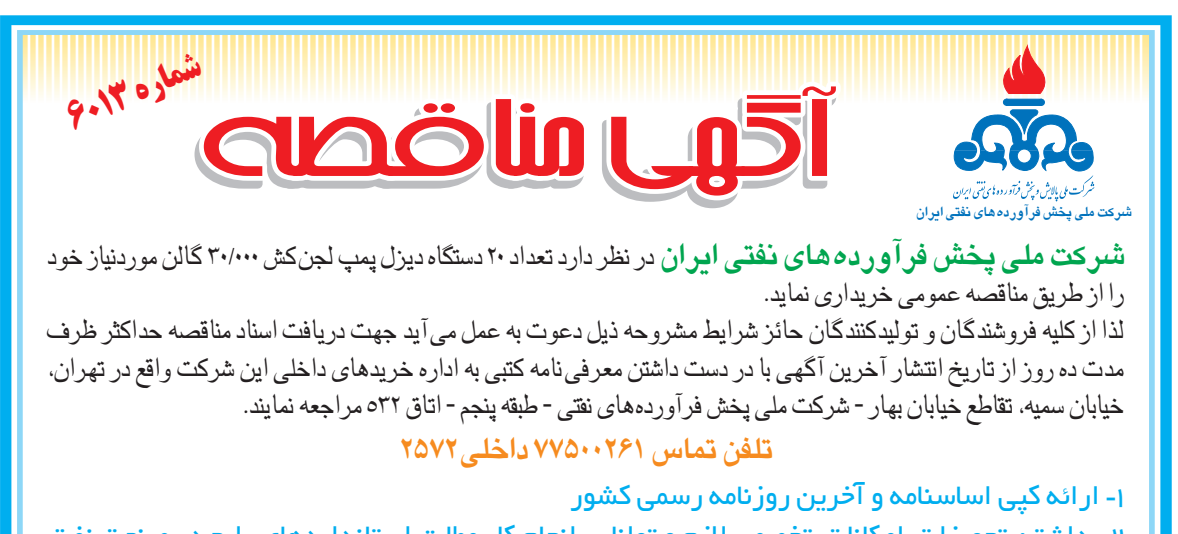 شماره ۶۰۱۳
آگهی مناقصه
شرکت ملی پالایش و پخش فرآورده های نفتی ایران
شرکت ملی پخش فرآورده های نفتی ایران
شرکت ملی پخش فرآورده های نفتی ایران در نظر دارد تعداد ۲۰ دستگاه دیزل پمپ لجن کش ۳۰/۰۰۰ گالن موردنیاز خود
را از طریق مناقصه عمومی خریداری نماید.
لذا از کلیه فروشندگان و تولیدکنندگان حائز شرایط مشروحه ذیل دعوت به عمل می آید جهت دریافت اسناد مناقصه حداکثر ظرف
مدت ده روز از تاریخ انتشار آخرین آگهی با در دست داشتن معرفی نامه کتبی به اداره خریدهای داخلی این شرکت واقع در تهران،
خیابان سمیه، تقاطع خیابان بهار - شرکت ملی پخش فرآورده‌های نفتی - طبقه پنجم - اتاق ۵۳۲ مراجعه نمایند.
تلفن تماس ۷۷۵۰۰۲۶۱ داخلی ۲۵۷۲
۱- ارائه کپی اساسنامه و آخرین روزنامه رسمی کشور